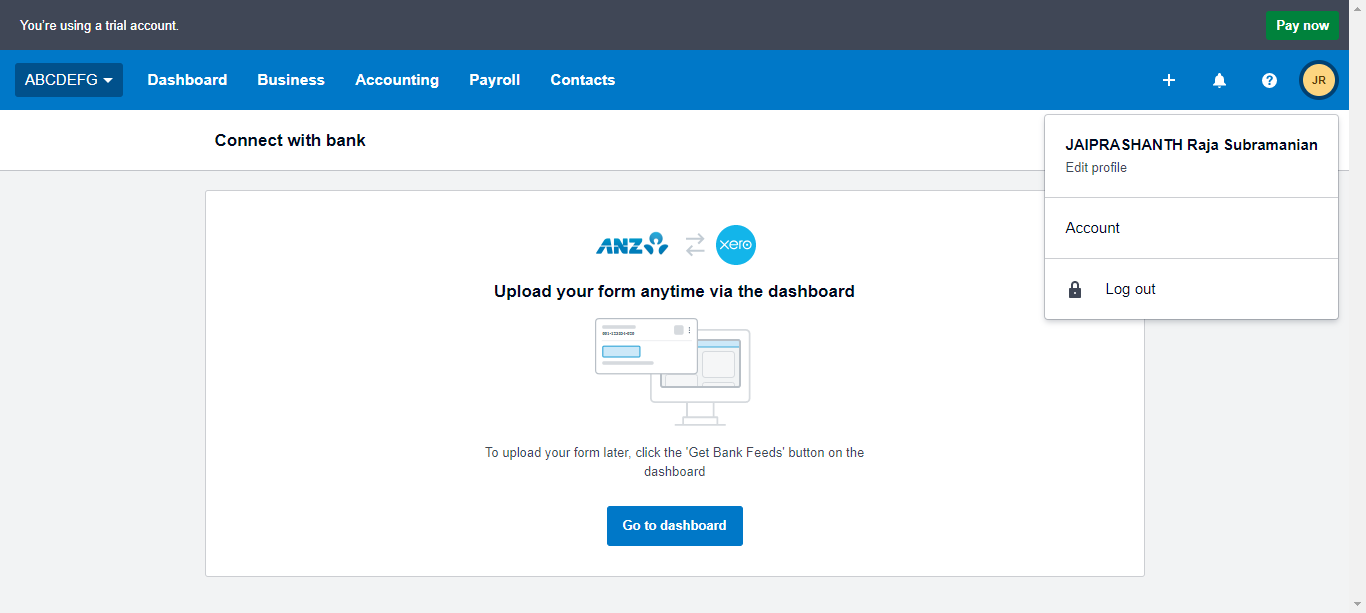 You're using a trial account.
Pay now
ABCDEFG
Dashboard
Business
Accounting
Payroll
Contacts
JR
Connect with bank
JAIPRASHANTH Raja Subramanian
Edit profile
Account
Log out
ANZ
xero
Upload your form anytime via the dashboard
To upload your form later, click the 'Get Bank Feeds' button on the
dashboard
Go to dashboard